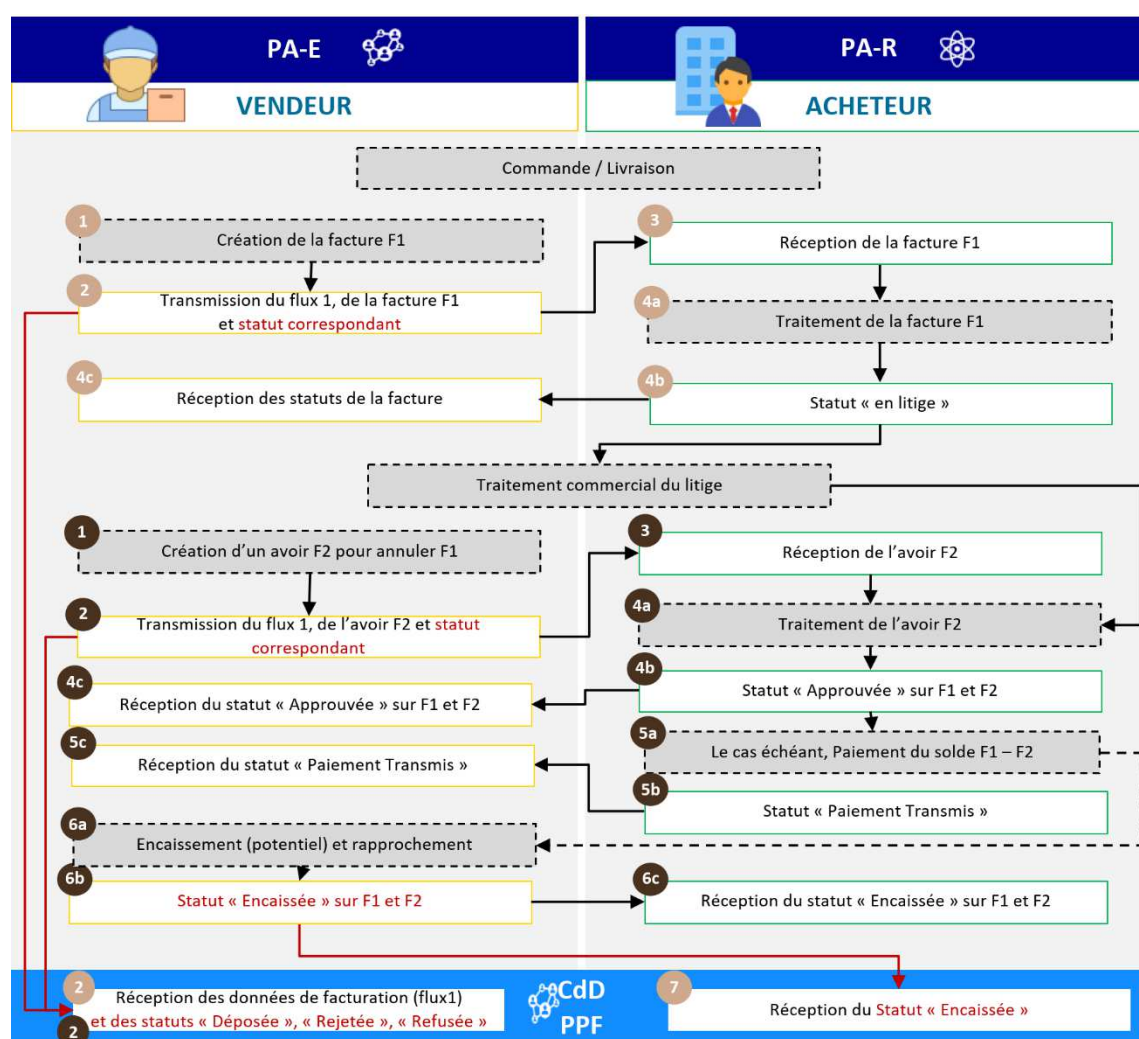 PA-E
PA-R
VENDEUR
ACHETEUR
Commande / Livraison
1
Création de la facture F1
3
Réception de la facture F1
2
Transmission du flux 1, de la facture F1
et statut correspondant
4a
Traitement de la facture F1
4c
Réception des statuts de la facture
4b
Statut « en litige »
Traitement commercial du litige
1
Création d’un avoir F2 pour annuler F1
3
Réception de l’avoir F2
2
Transmission du flux 1, de l’avoir F2 et statut
correspondant
4a
Traitement de l’avoir F2
4c
Réception du statut « Approuvée » sur F1 et F2
4b
Statut « Approuvée » sur F1 et F2
5c
Réception du statut « Paiement Transmis »
5a
Le cas échéant, Paiement du solde F1 – F2
5b
Statut « Paiement Transmis »
6a
Encaissement (potentiel) et rapprochement
6b
Statut « Encaissée » sur F1 et F2
6c
Réception du statut « Encaissée » sur F1 et F2
2
Réception des données de facturation (flux1)
et des statuts « Déposée », « Rejetée », « Refusée »
2
CdD
PPF
7
Réception du Statut « Encaissée »